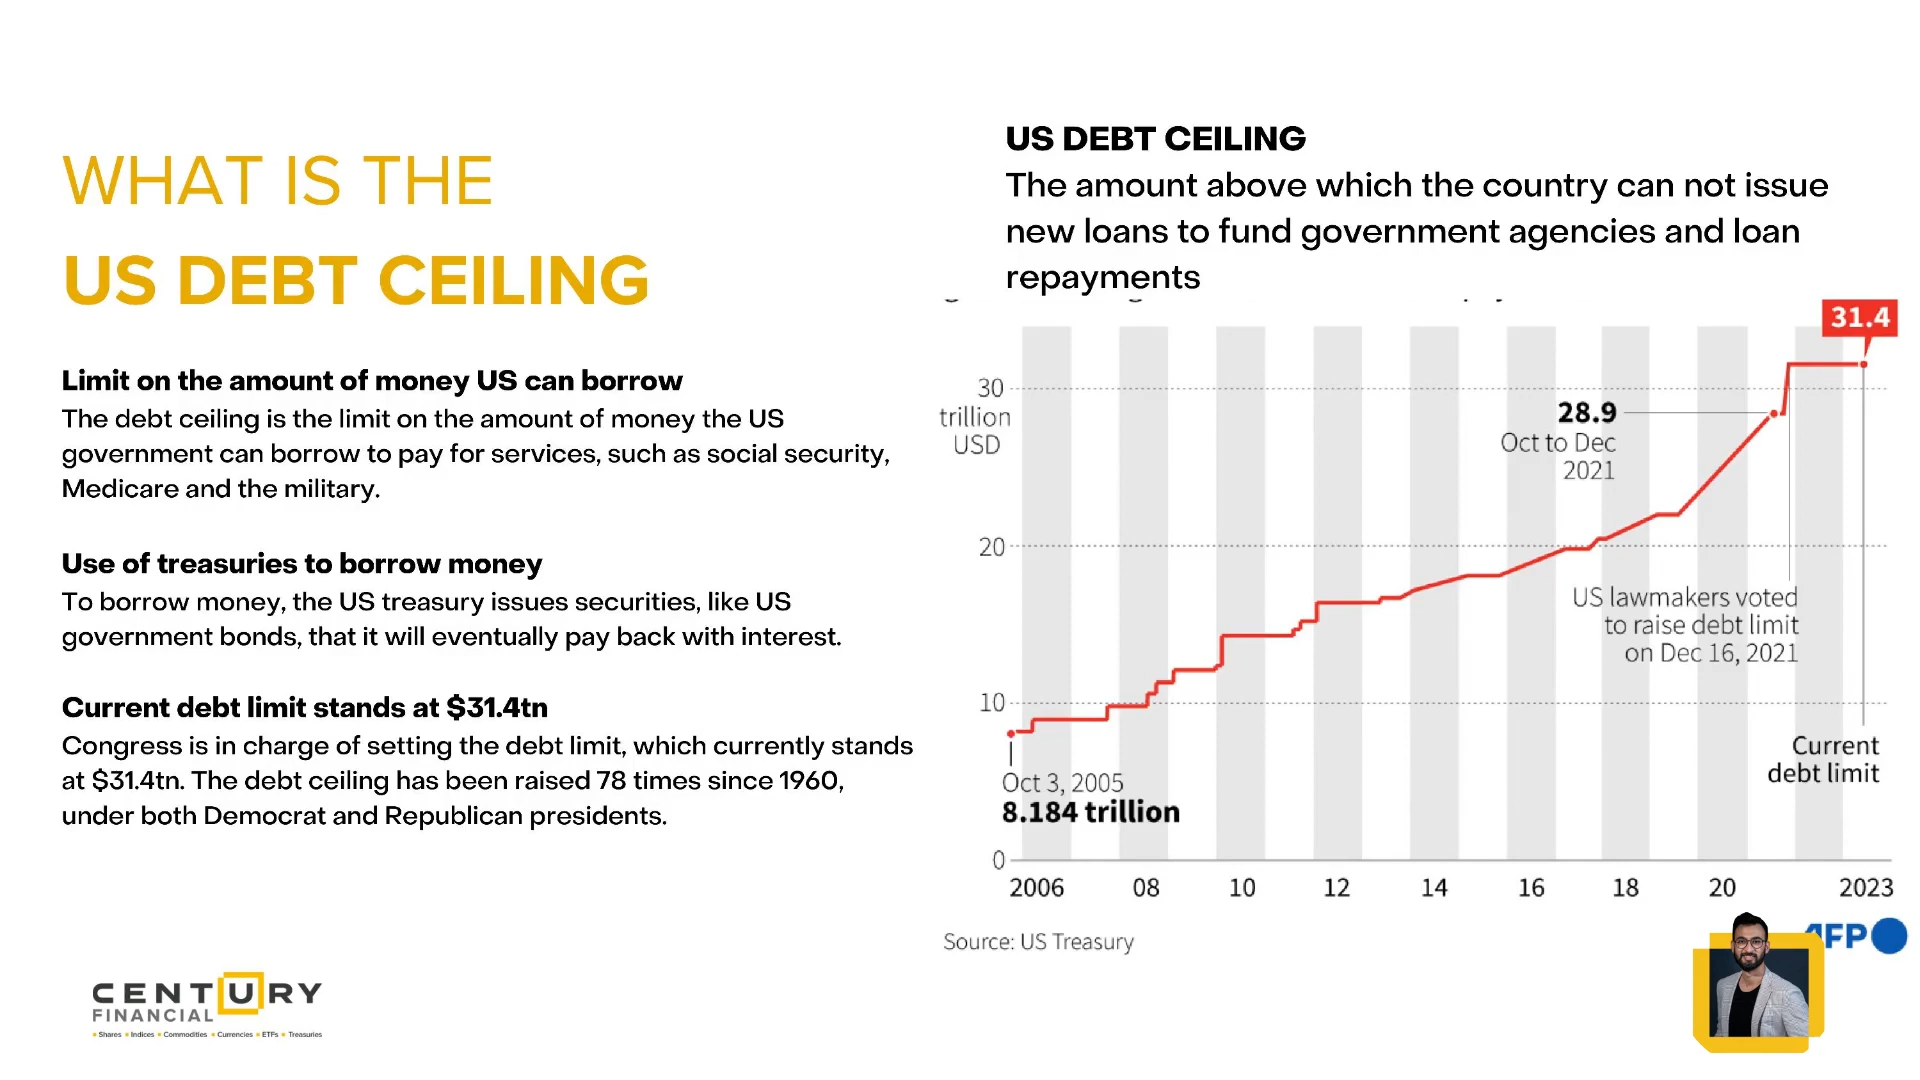 WHAT IS THE
US DEBT CEILING
Limit on the amount of money US can borrow
The debt ceiling is the limit on the amount of money the US
government can borrow to pay for services, such as social security,
Medicare and the military.
Use of treasuries to borrow money
To borrow money, the US treasury issues securities, like US
government bonds, that it will eventually pay back with interest.
Current debt limit stands at $31.4tn
Congress is in charge of setting the debt limit, which currently stands
at $31.4tn. The debt ceiling has been raised 78 times since 1960,
under both Democrat and Republican presidents.
CENTURY
FINANCIAL
Shares Indices Commodities Currencies ETFs Treasuries
US DEBT CEILING
The amount above which the country can not issue
new loans to fund government agencies and loan
repayments
31.4
30
trillion
USD
28.9
Oct to Dec
2021
20
US lawmakers voted
to raise debt limit
on Dec 16, 2021
10
Current
debt limit
Oct 3, 2005
8.184 trillion
0
2006 08 10 12 14 16 18 20 2023
Source: US Treasury
AFP